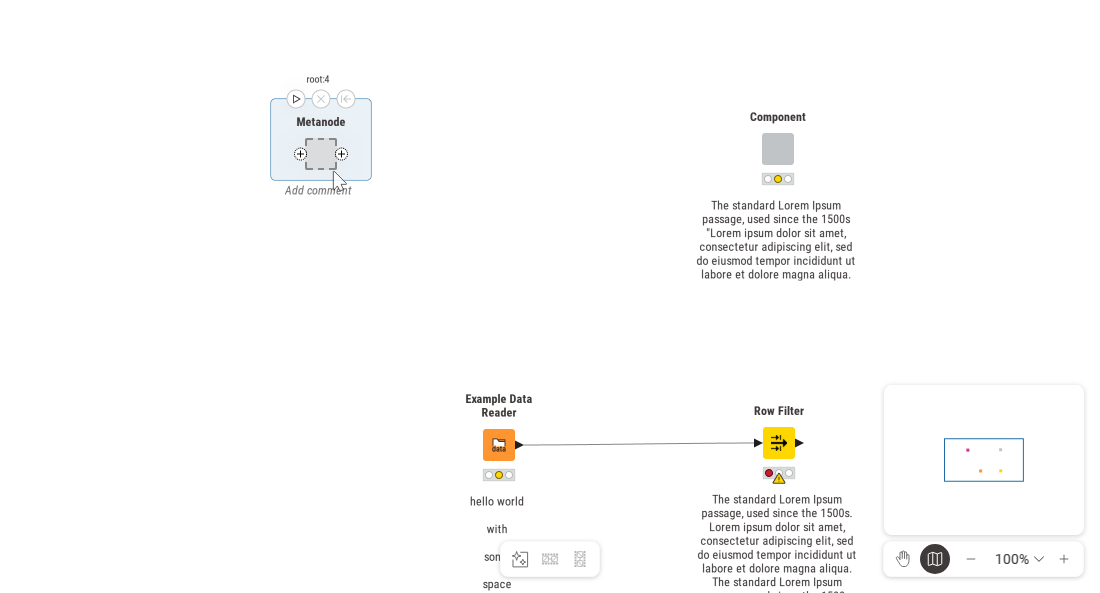 root:4
Metanode
Add comment
Component
The standard Lorem Ipsum
passage, used since the 1500s
"Lorem ipsum dolor sit amet,
consectetur adipiscing elit, sed
do eiusmod tempor incididunt ut
labore et dolore magna aliqua.
Example Data
Reader
data
hello world
with
space
Row Filter
The standard Lorem Ipsum
passage, used since the 1500s.
Lorem ipsum dolor sit amet,
consectetur adipiscing elit, sed
do eiusmod tempor incididunt ut
labore et dolore magna aliqua.
The standard Lorem Ipsum
100%